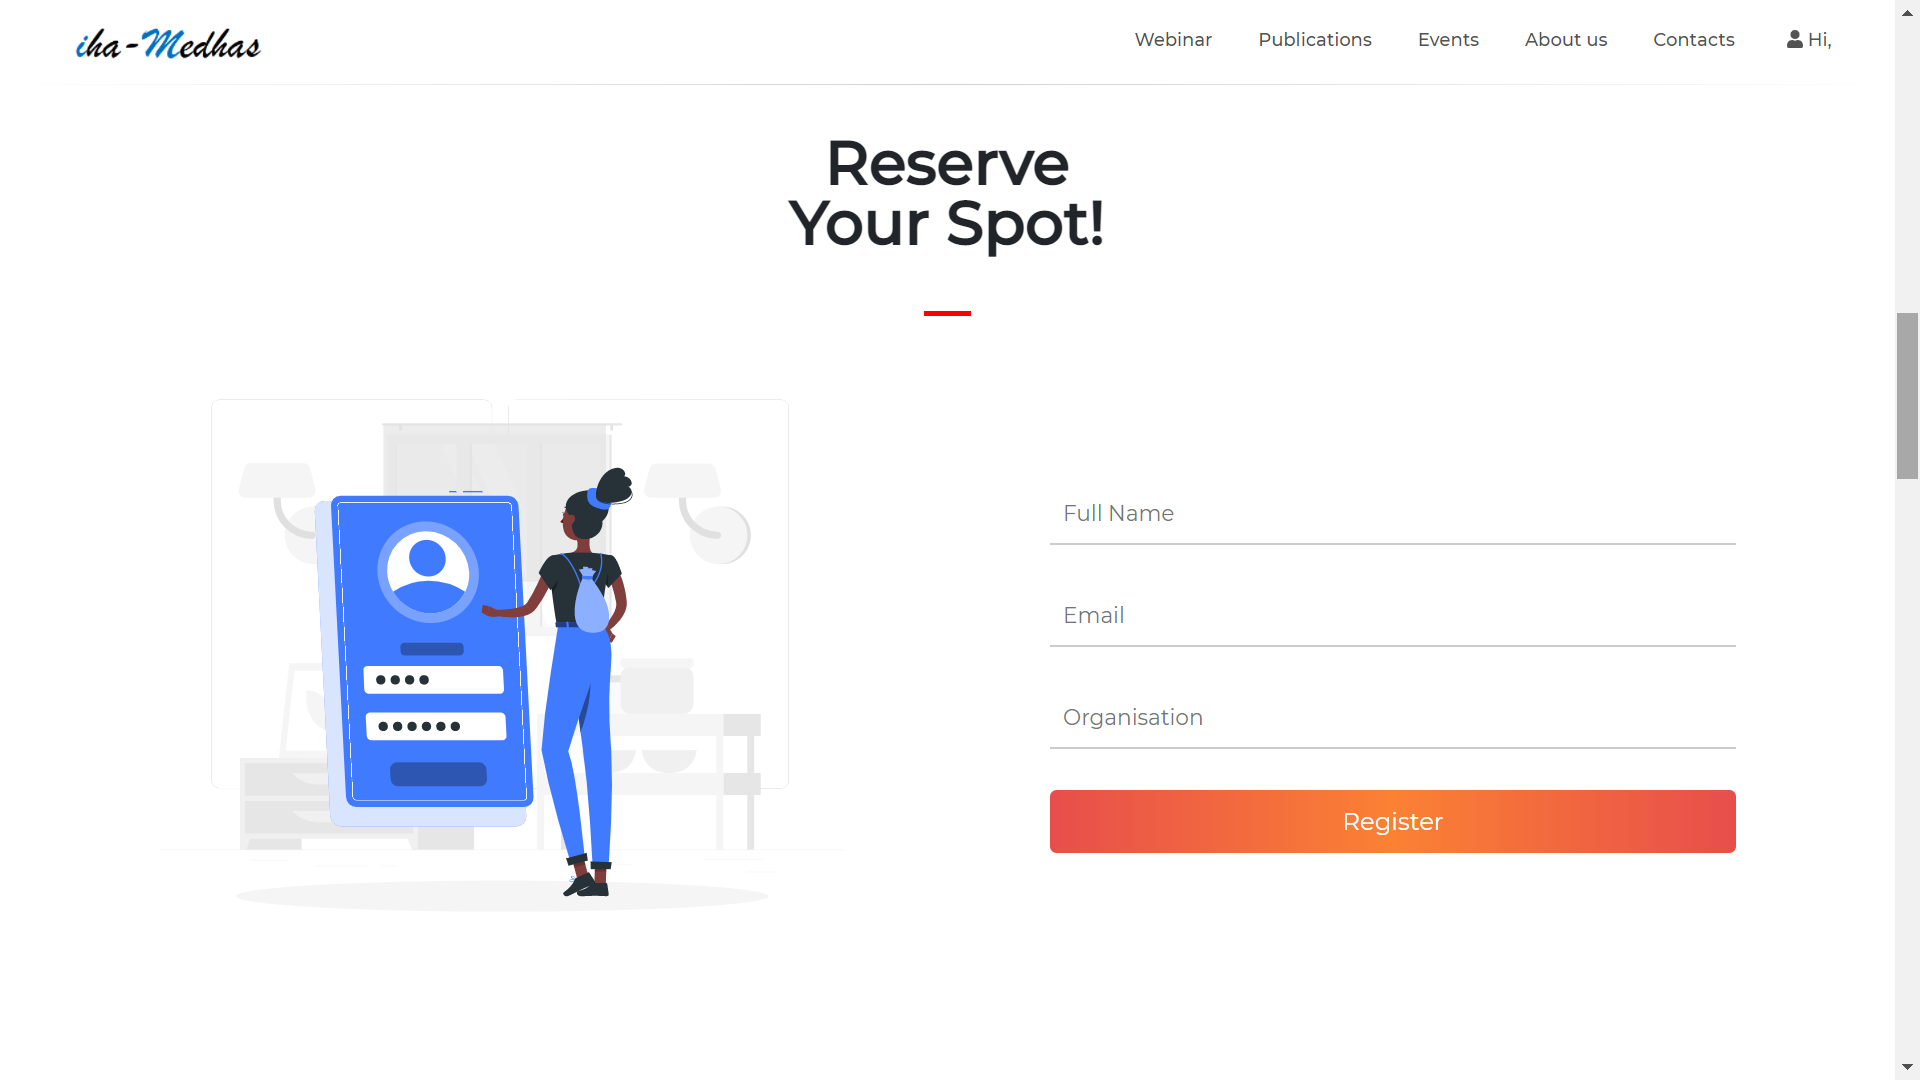 iha-Medhas
Webinar
Publications
Events
About us
Contacts
Hi,
Reserve
Your Spot!
Full Name
Email
Organisation
Register